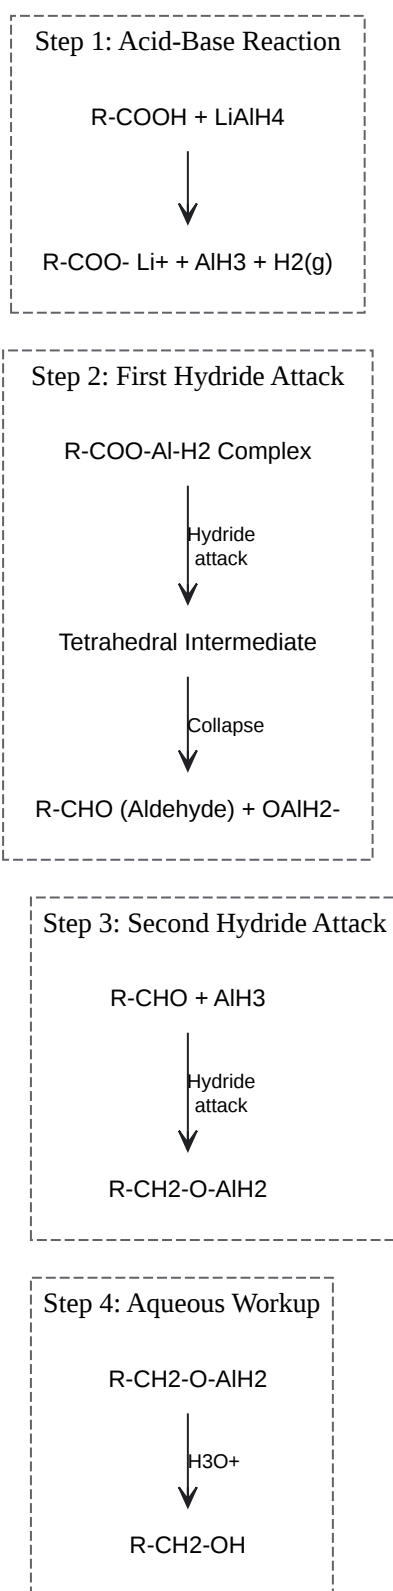 Step 1: Acid-Base Reaction
R-COOH + LiAlH4
R-COO- Li+ + AlH3 + H2(g)
Step 2: First Hydride Attack
R-COO-Al-H2 Complex
Hydride
attack
Tetrahedral Intermediate
Collapse
R-CHO (Aldehyde) + OAlH2-
Step 3: Second Hydride Attack
R-CHO + AlH3
Hydride
attack
R-CH2-O-AlH2
Step 4: Aqueous Workup
R-CH2-O-AlH2
H3O+
R-CH2-OH